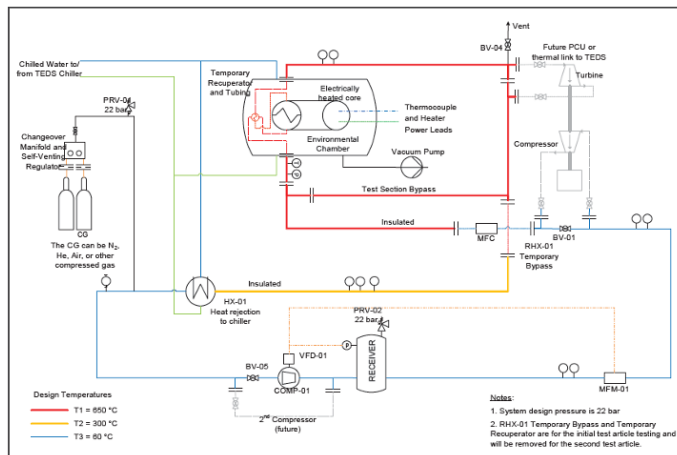 Vent
BV-04
Future PCU or
thermal link to TEDS
Turbine
Chilled Water to/
from TEDS Chiller
Temporary
Recuperator
and Tubing
Electrically
heated core
PRV-01
22 bar
Thermocouple
and Heater
Power Leads
Changeover
Manifold and
Self-Venting
Regulator
Environmental
Chamber
Compressor
Vacuum Pump
Test Section Bypass
CG
The CG can be N2,
He, Air, or other
compressed gas
Insulated
MFC
BV-01
RHX-01
Temporary
Bypass
Insulated
HX-01
Heat rejection
to chiller
PRV-02
22 bar
VFD-01
P
RECEIVER
BV-05
COMP-01
MFM-01
2nd Compressor
(future)
Design Temperatures
T1 = 650 °C
T2 = 300 °C
T3 = 60 °C
Notes:
1. System design pressure is 22 bar
2. RHX-01 Temporary Bypass and Temporary
Recuperator are for the initial test article testing and
will be removed for the second test article.